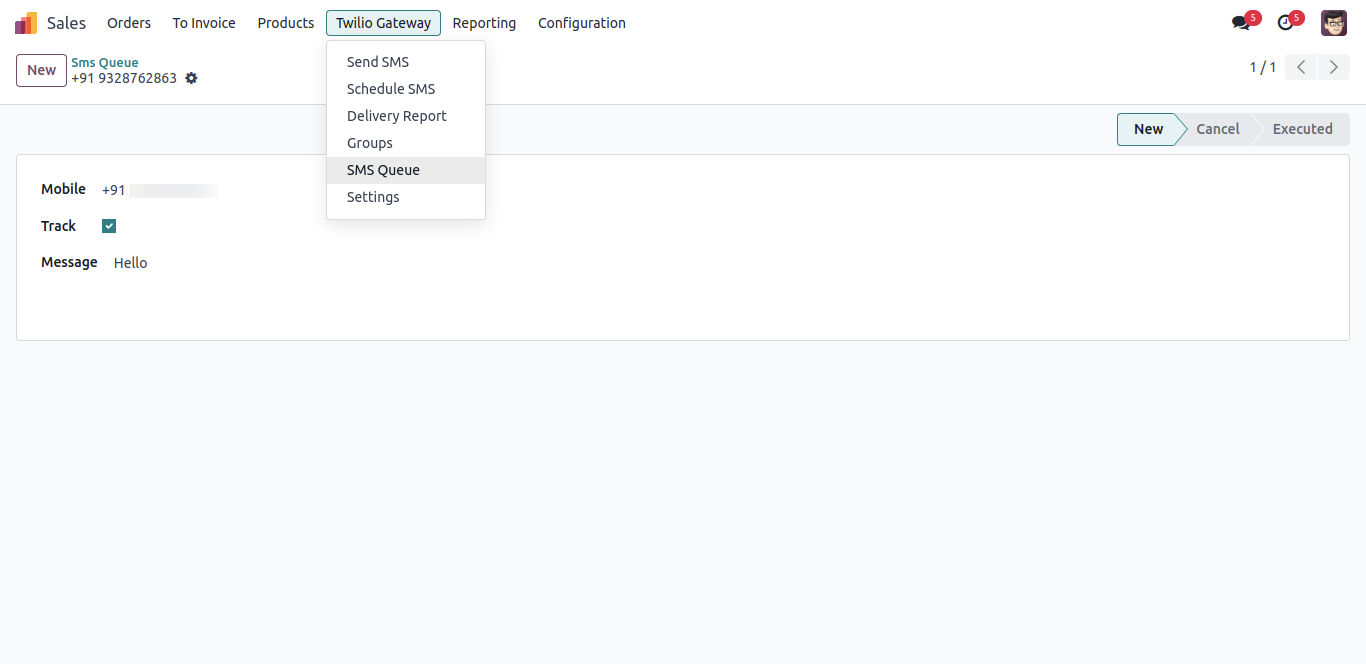 Sales Orders To Invoice Products Twilio Gateway Reporting Configuration 5 5
New
Sms Queue
+91 9328762863
1 / 1
Send SMS
Schedule SMS
Delivery Report
Groups
SMS Queue
Settings
New Cancel Executed
Mobile +91
Track
Message Hello